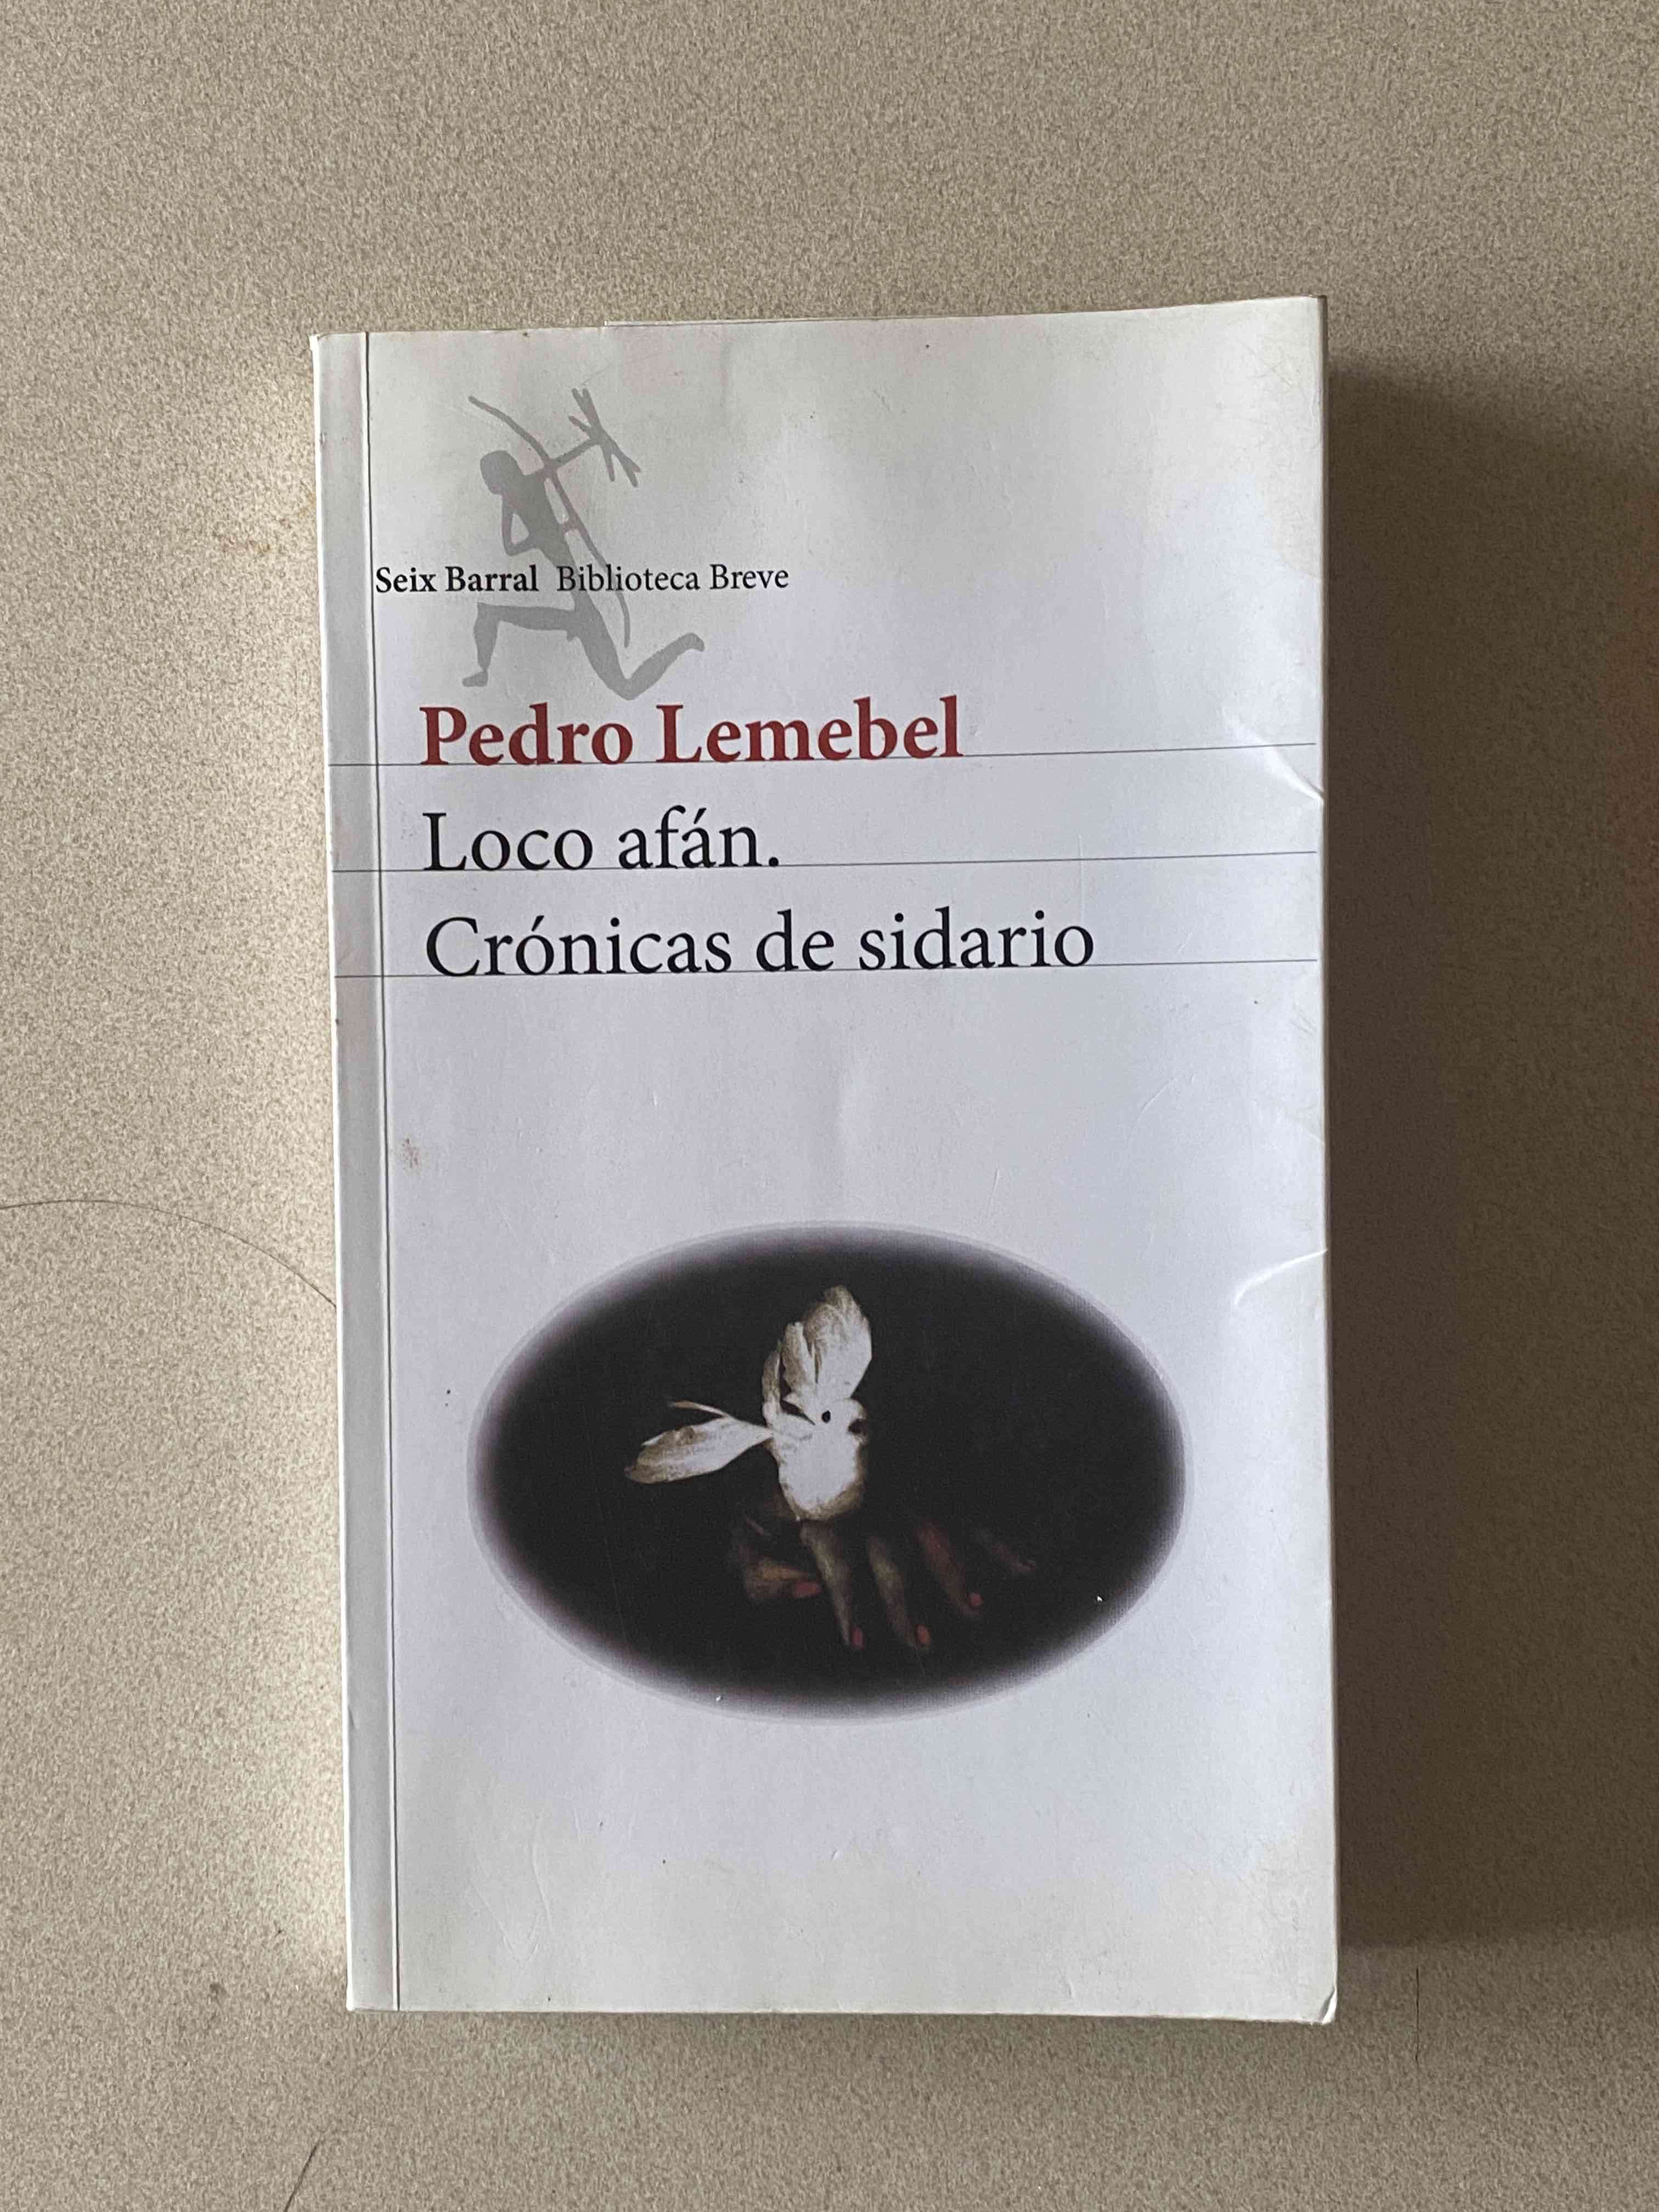 Seix Barral Biblioteca Breve
Pedro Lemebel
Loco afán.
Crónicas de sidario